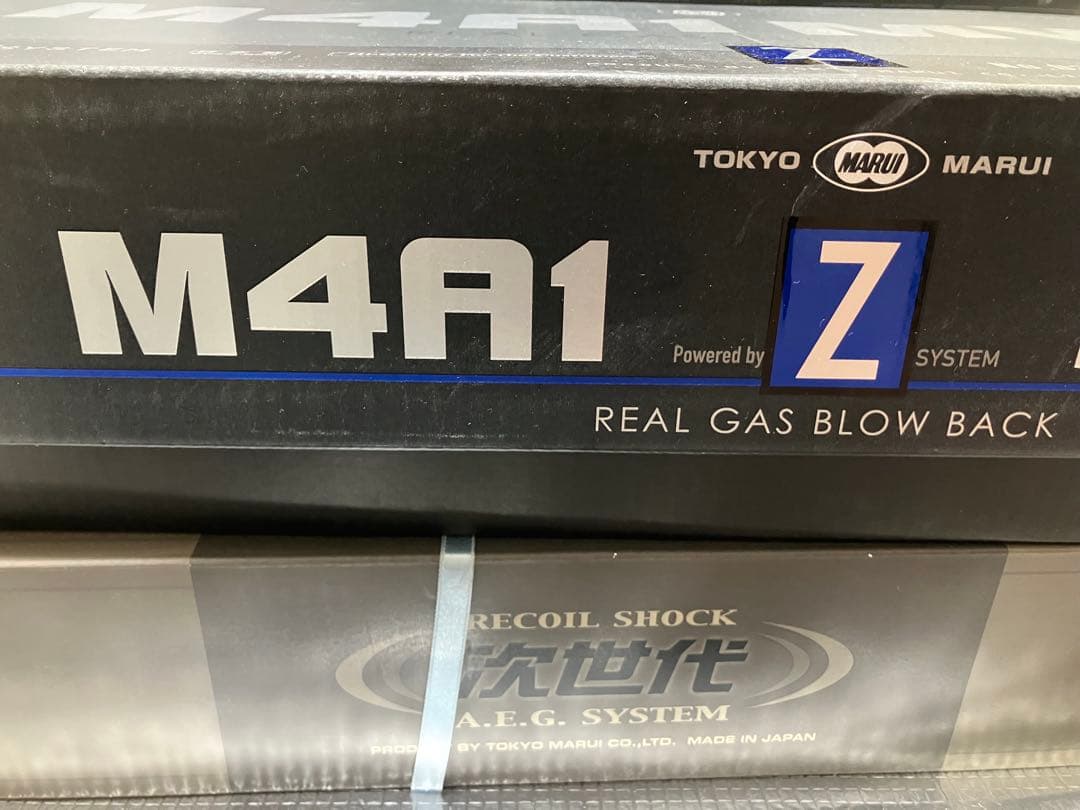 TOKYO MARUI MARUI
M4A1
Z
Powered by Z SYSTEM
REAL GAS BLOW BACK
RECOIL SHOCK
次世代
A.E.G. SYSTEM
BY TOKYO MARUI CO.,LTD. MADE IN JAPAN